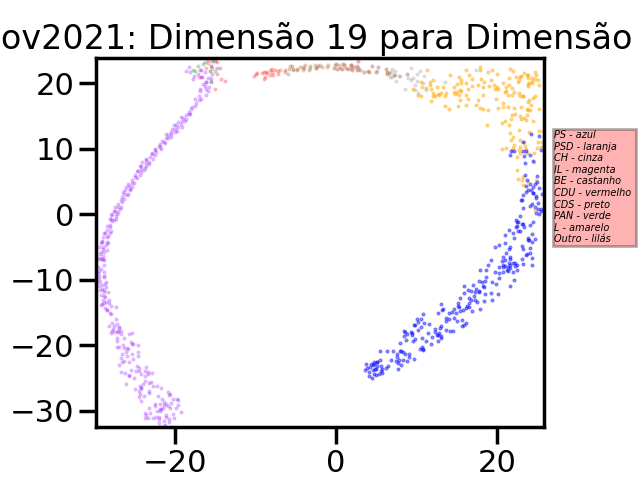 ov2021: Dimensão 19 para Dimensão
20
10
0
−10
−20
−30
−20
0
20
PS - azul
PSD - laranja
CH - cinza
IL - magenta
BE - castanho
CDU - vermelho
CDS - preto
PAN - verde
L - amarelo
Outro - lilás